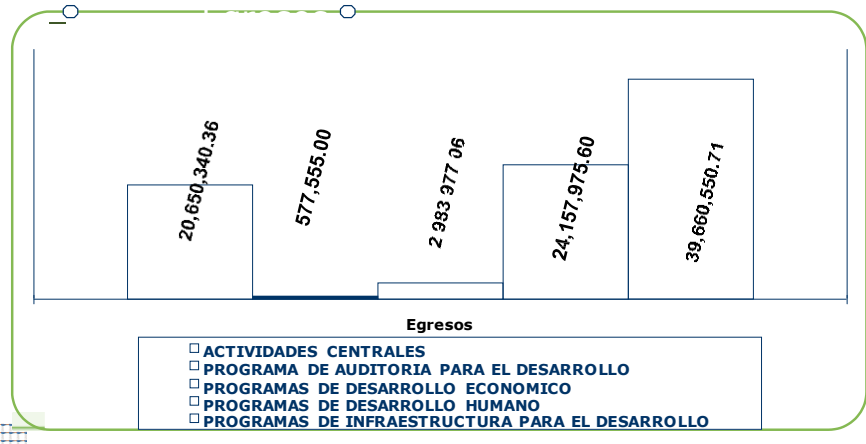 20,650,340.36
577,555.00
2 983 977 06
24,157,975.60
39,660,550.71
Egresos
ACTIVIDADES CENTRALES
PROGRAMA DE AUDITORIA PARA EL DESARROLLO
PROGRAMAS DE DESARROLLO ECONOMICO
PROGRAMAS DE DESARROLLO HUMANO
PROGRAMAS DE INFRAESTRUCTURA PARA EL DESARROLLO